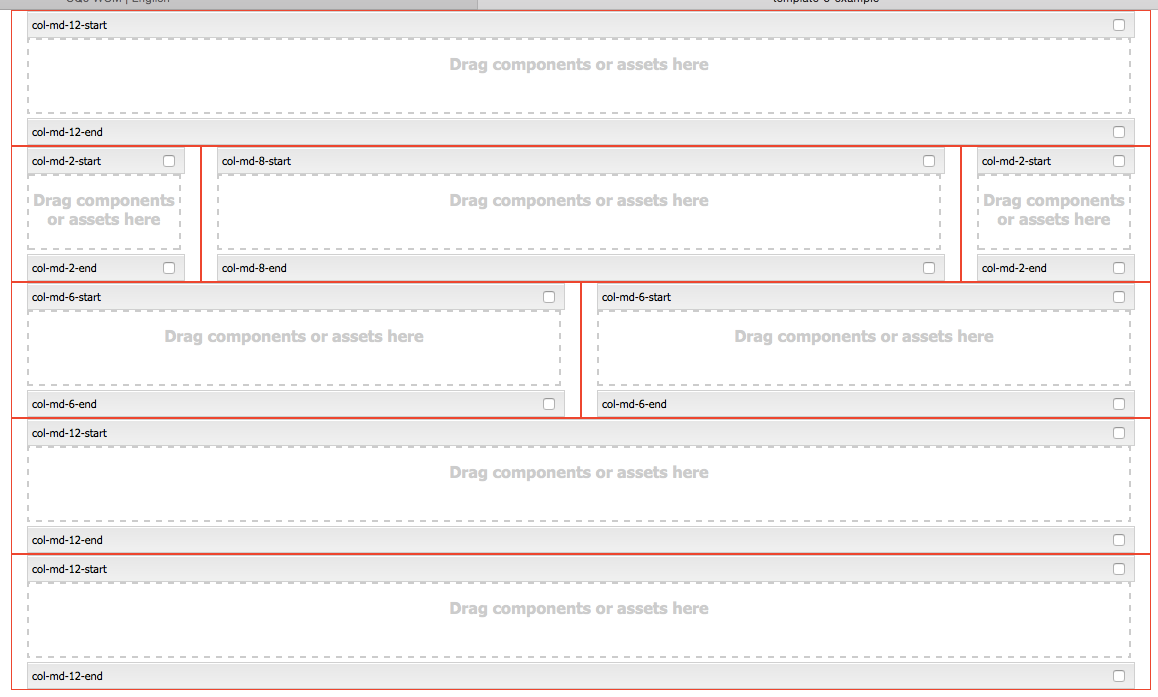 col-md-12-start
Drag components or assets here
col-md-12-end
col-md-2-start
col-md-8-start
col-md-2-start
Drag components
or assets here
Drag components or assets here
Drag components
or assets here
col-md-2-end
col-md-8-end
col-md-2-end
col-md-6-start
col-md-6-start
Drag components or assets here
Drag components or assets here
col-md-6-end
col-md-6-end
col-md-12-start
Drag components or assets here
col-md-12-end
col-md-12-start
Drag components or assets here
col-md-12-end